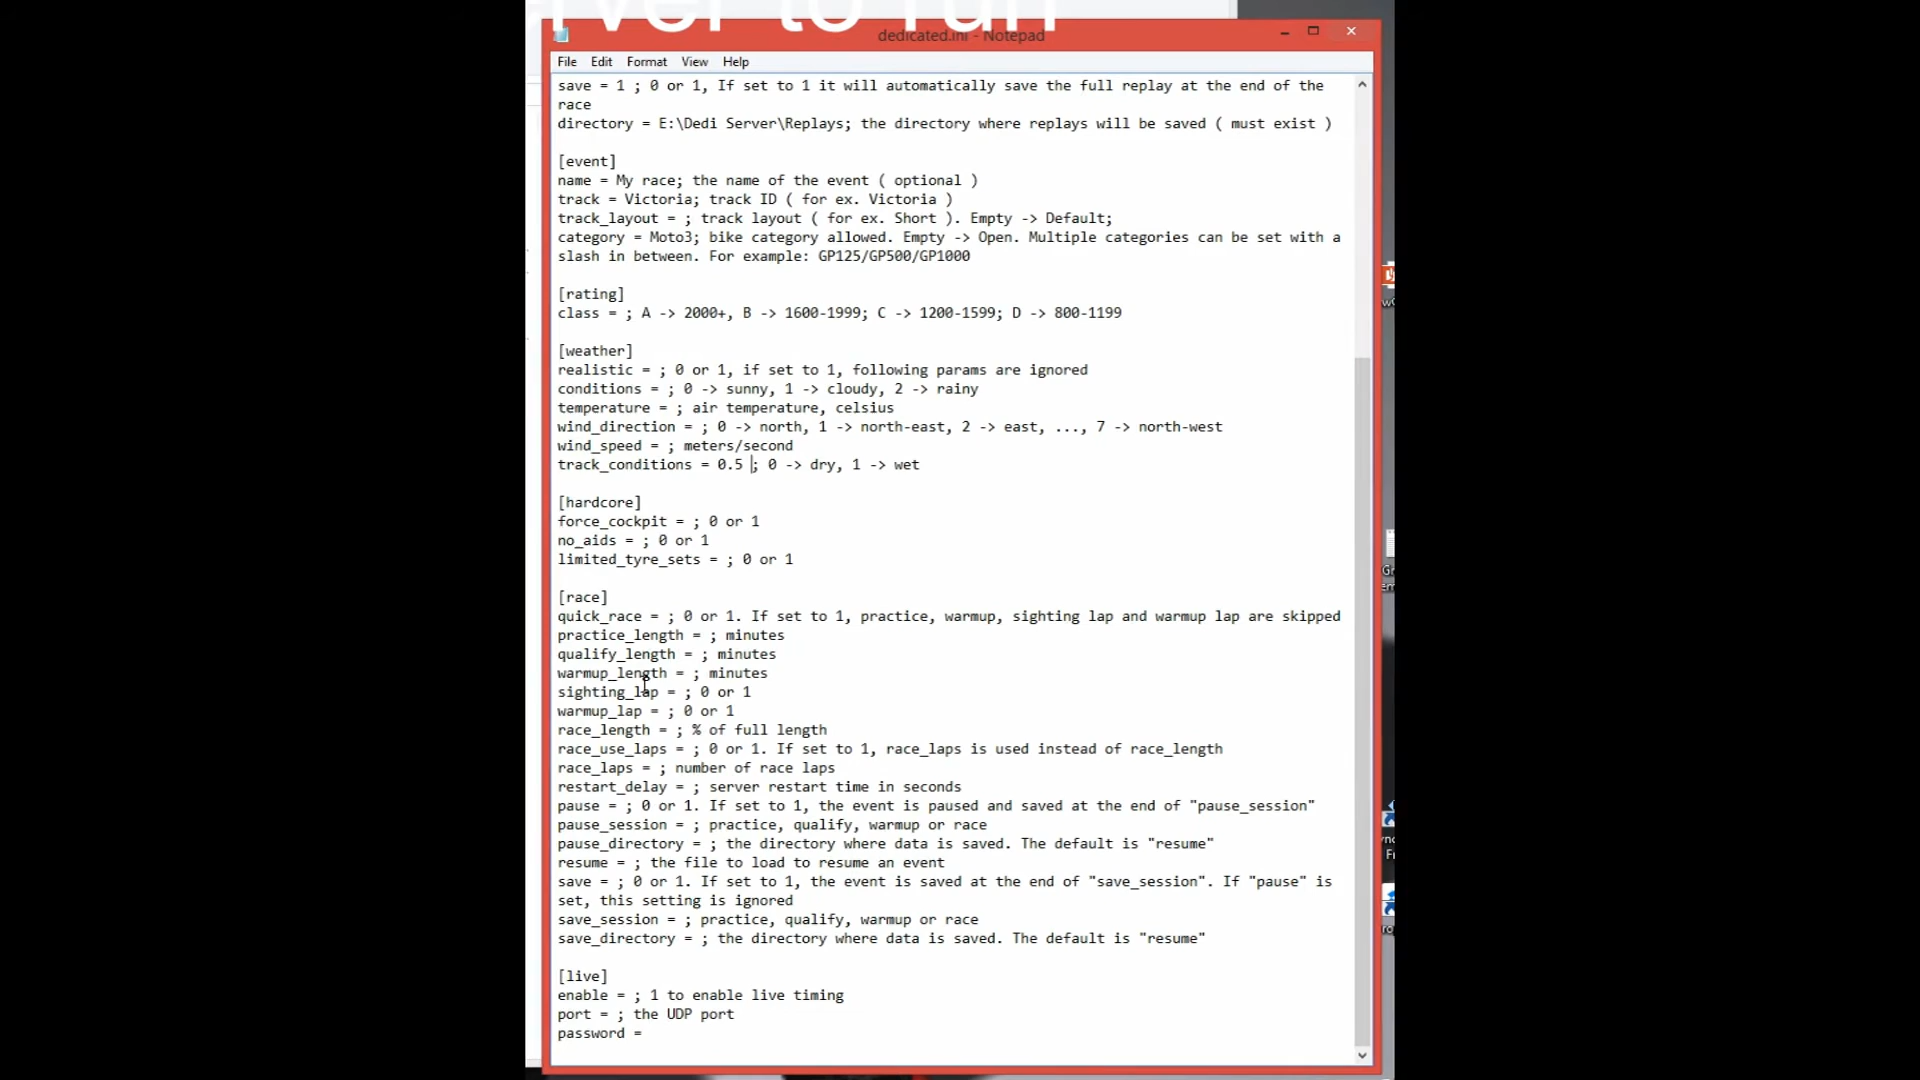 server to run
dedicated.ini - Notepad
File Edit Format View Help
save = 1 ; 0 or 1, If set to 1 it will automatically save the full replay at the end of the
race
directory = E:\Dedi Server\Replays; the directory where replays will be saved ( must exist )
[event]
name = My race; the name of the event ( optional )
track = Victoria; track ID ( for ex. Victoria )
track_layout = ; track layout ( for ex. Short ). Empty -> Default;
category = Moto3; bike category allowed. Empty -> Open. Multiple categories can be set with a
slash in between. For example: GP125/GP500/GP1000
[rating]
class = ; A -> 2000+, B -> 1600-1999; C -> 1200-1599; D -> 800-1199
[weather]
realistic = ; 0 or 1, if set to 1, following params are ignored
conditions = ; 0 -> sunny, 1 -> cloudy, 2 -> rainy
temperature = ; air temperature, celsius
wind_direction = ; 0 -> north, 1 -> north-east, 2 -> east, ..., 7 -> north-west
wind_speed = ; meters/second
track_conditions = 0.5 ; 0 -> dry, 1 -> wet
[hardcore]
force_cockpit = ; 0 or 1
no_aids = ; 0 or 1
limited_tyre_sets = ; 0 or 1
[race]
quick_race = ; 0 or 1. If set to 1, practice, warmup, sighting lap and warmup lap are skipped
practice_length = ; minutes
qualify_length = ; minutes
warmup_length = ; minutes
sighting_lap = ; 0 or 1
warmup_lap = ; 0 or 1
race_length = ; % of full length
race_use_laps = ; 0 or 1. If set to 1, race_laps is used instead of race_length
race_laps = ; number of race laps
restart_delay = ; server restart time in seconds
pause = ; 0 or 1. If set to 1, the event is paused and saved at the end of "pause_session"
pause_session = ; practice, qualify, warmup or race
pause_directory = ; the directory where data is saved. The default is "resume"
resume = ; the file to load to resume an event
save = ; 0 or 1. If set to 1, the event is saved at the end of "save_session". If "pause" is
set, this setting is ignored
save_session = ; practice, qualify, warmup or race
save_directory = ; the directory where data is saved. The default is "resume"
[live]
enable = ; 1 to enable live timing
port = ; the UDP port
password =